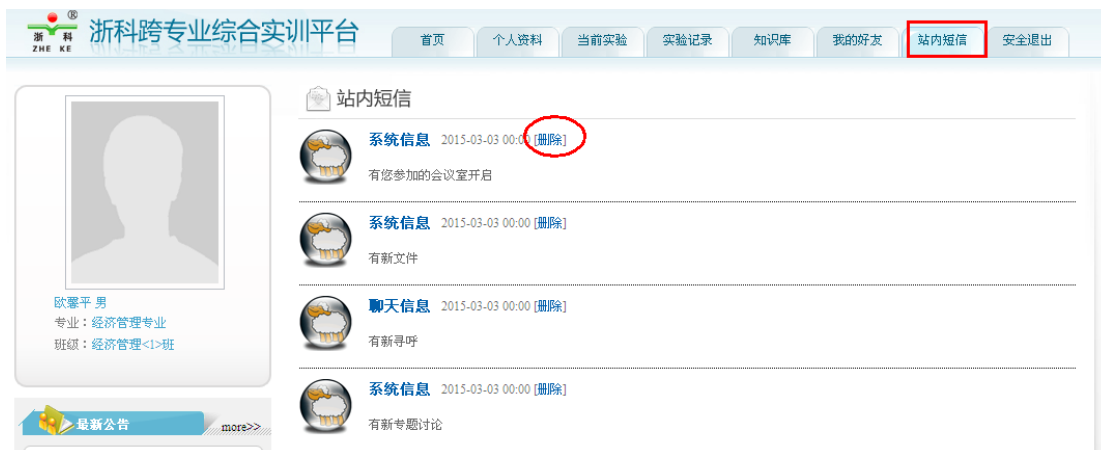 浙科 ® 浙科跨专业综合实训平台
ZHE KE
首页 个人资料 当前实验 实验记录 知识库 我的好友 站内短信 安全退出
站内短信
系统信息 2015-03-03 00:00 [删除]
有您参加的会议室开启
系统信息 2015-03-03 00:00 [删除]
有新文件
聊天信息 2015-03-03 00:00 [删除]
有新寻呼
系统信息 2015-03-03 00:00 [删除]
有新专题讨论
欧馨平 男
专业：经济管理专业
班级：经济管理<1>班
最新公告 more>>